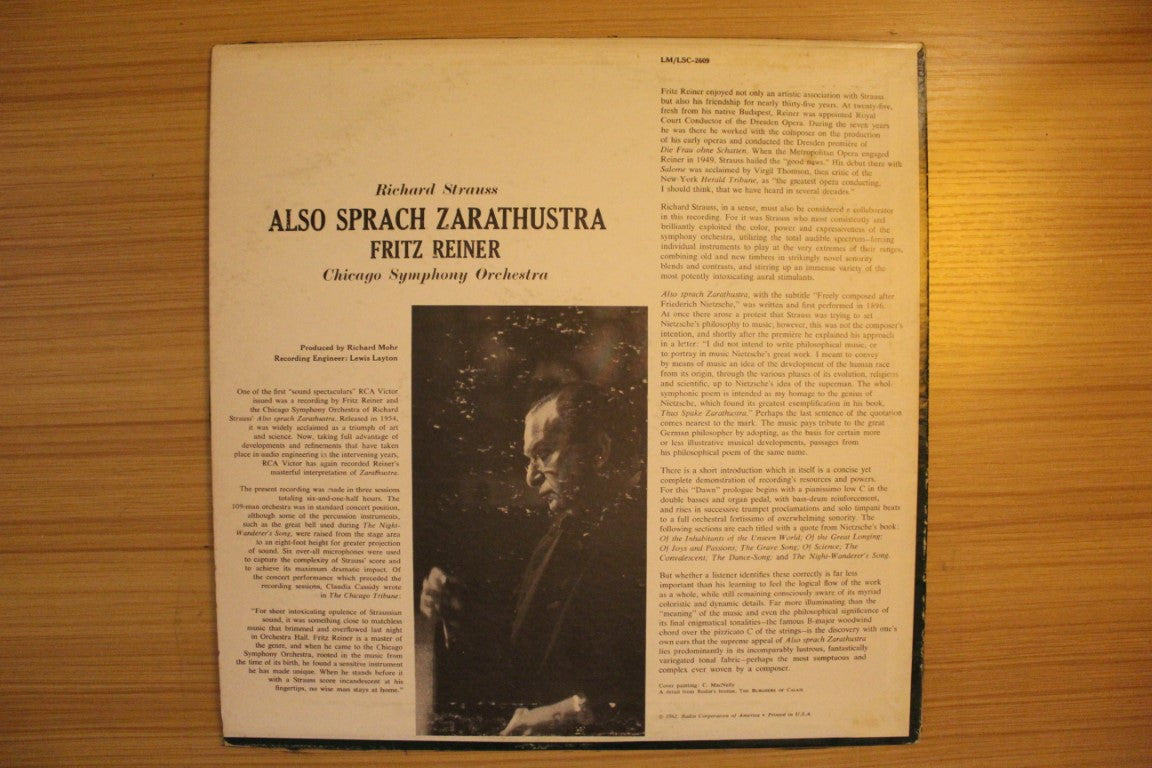 LM/LSC-2609
Richard Strauss
ALSO SPRACH ZARATHUSTRA
FRITZ REINER
Chicago Symphony Orchestra
Produced by Richard Mohr
Recording Engineer: Lewis Layton
One of the first "sound spectaculars" RCA Victor
issued was a recording by Fritz Reiner and
the Chicago Symphony Orchestra of Richard
Strauss' Also sprach Zarathustra. Released in 1954,
it was widely acclaimed as a triumph of art
and science. Now, taking full advantage of
developments and refinements that have taken
place in audio engineering in the intervening years,
RCA Victor has again recorded Reiner's
masterful interpretation of Zarathustra.
The present recording was made in three sessions
totaling six-and-one-half hours. The
109-man orchestra was in standard concert position,
although some of the percussion instruments,
such as the great bell used during The Night-
Wanderer's Song, were raised from the stage area
to an eight-foot height for greater projection
of sound. Six over-all microphones were used
to capture the complexity of Strauss' score and
to achieve its maximum dramatic impact. Of
the concert performance which preceded the
recording sessions, Claudia Cassidy wrote
in The Chicago Tribune:
"For sheer intoxicating opulence of Straussian
sound, it was something close to matchless
music that brimmed and overflowed last night
in Orchestra Hall. Fritz Reiner is a master of
the genre, and when he came to the Chicago
Symphony Orchestra, rooted in the music from
the time of its birth, he found a sensitive instrument
he has made unique. When he stands before it
with a Strauss score incandescent at his
fingertips, no wise man stays at home."
Fritz Reiner enjoyed not only an artistic association with Strauss
but also his friendship for nearly thirty-five years. At twenty-five,
fresh from his native Budapest, Reiner was appointed Royal
Court Conductor of the Dresden Opera. During the seven years
he was there he worked with the composer on the production
of his early operas and conducted the Dresden première of
Die Frau ohne Schatten. When the Metropolitan Opera engaged
Reiner in 1949, Strauss hailed the "good news." His debut there with
Salome was acclaimed by Virgil Thomson, then critic of the
New York Herald Tribune, as "the greatest opera conducting,
I should think, that we have heard in several decades."
Richard Strauss, in a sense, must also be considered a collaborator
in this recording. For it was Strauss who most consistently and
brilliantly exploited the color, power and expressiveness of the
symphony orchestra, utilizing the total audible spectrum—forcing
individual instruments to play at the very extremes of their ranges,
combining old and new timbres in strikingly novel sonority
blends and contrasts, and stirring up an immense variety of the
most potently intoxicating aural stimulants.
Also sprach Zarathustra, with the subtitle "Freely composed after
Friederich Nietzsche," was written and first performed in 1896.
At once there arose a protest that Strauss was trying to set
Nietzsche's philosophy to music, however, this was not the composer's
intention, and shortly after the première he explained his approach
in a letter: "I did not intend to write philosophical music, or
to portray in music Nietzsche's great work. I meant to convey
by means of music an idea of the development of the human race
from its origin, through the various phases of its evolution, religious
and scientific, up to Nietzsche's idea of the superman. The whol
symphonic poem is intended as my homage to the genius of
Nietzsche, which found its greatest exemplification in his book,
Thus Spake Zarathustra." Perhaps the last sentence of the quotation
comes nearest to the mark. The music pays tribute to the great
German philosopher by adopting, as the basis for certain more
or less illustrative musical developments, passages from
his philosophical poem of the same name.
There is a short introduction which in itself is a concise yet
complete demonstration of recording's resources and powers.
For this "Dawn" prologue begins with a pianissimo low C in the
double basses and organ pedal, with bass-drum reinforcement,
and rises in successive trumpet proclamations and solo timpani beats
to a full orchestral fortissimo of overwhelming sonority. The
following sections are each titled with a quote from Nietzsche's book:
Of the Inhabitants of the Unseen World; Of the Great Longing;
Of Joys and Passions; The Grave Song; Of Science; The
Convalescent; The Dance-Song; and The Night-Wanderer's Song.
But whether a listener identifies these correctly is far less
important than his learning to feel the logical flow of the work
as a whole, while still remaining consciously aware of its myriad
coloristic and dynamic details. Far more illuminating than the
"meaning" of the music and even the philosophical significance of
its final enigmatical tonalities—the famous B-major woodwind
chord over the pizzicato C of the strings—is the discovery with one's
own ears that the supreme appeal of Also sprach Zarathustra
lies predominantly in its incomparably lustrous, fantastically
variegated tonal fabric—perhaps the most sumptuous and
complex ever woven by a composer.
Cover painting: C. MacNelly
A detail from Rodin's bronze, THE BURGHERS OF CALAIS
© 1962, Radio Corporation of America • Printed in U.S.A.